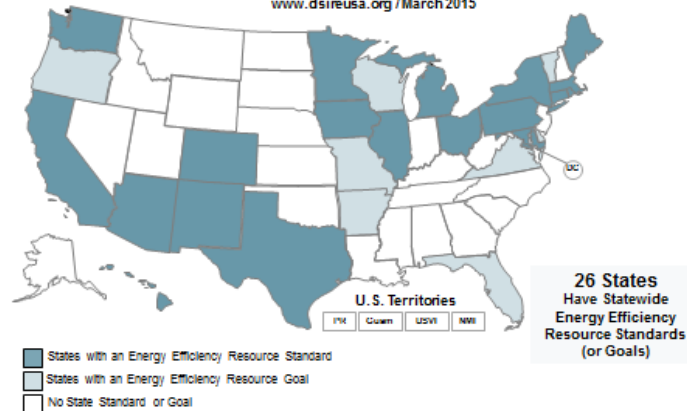 www.dsireusa.org / March 2015
DC
U.S. Territories
PR Guam USVI NMI
26 States
Have Statewide
Energy Efficiency
Resource Standards
(or Goals)
States with an Energy Efficiency Resource Standard
States with an Energy Efficiency Resource Goal
No State Standard or Goal